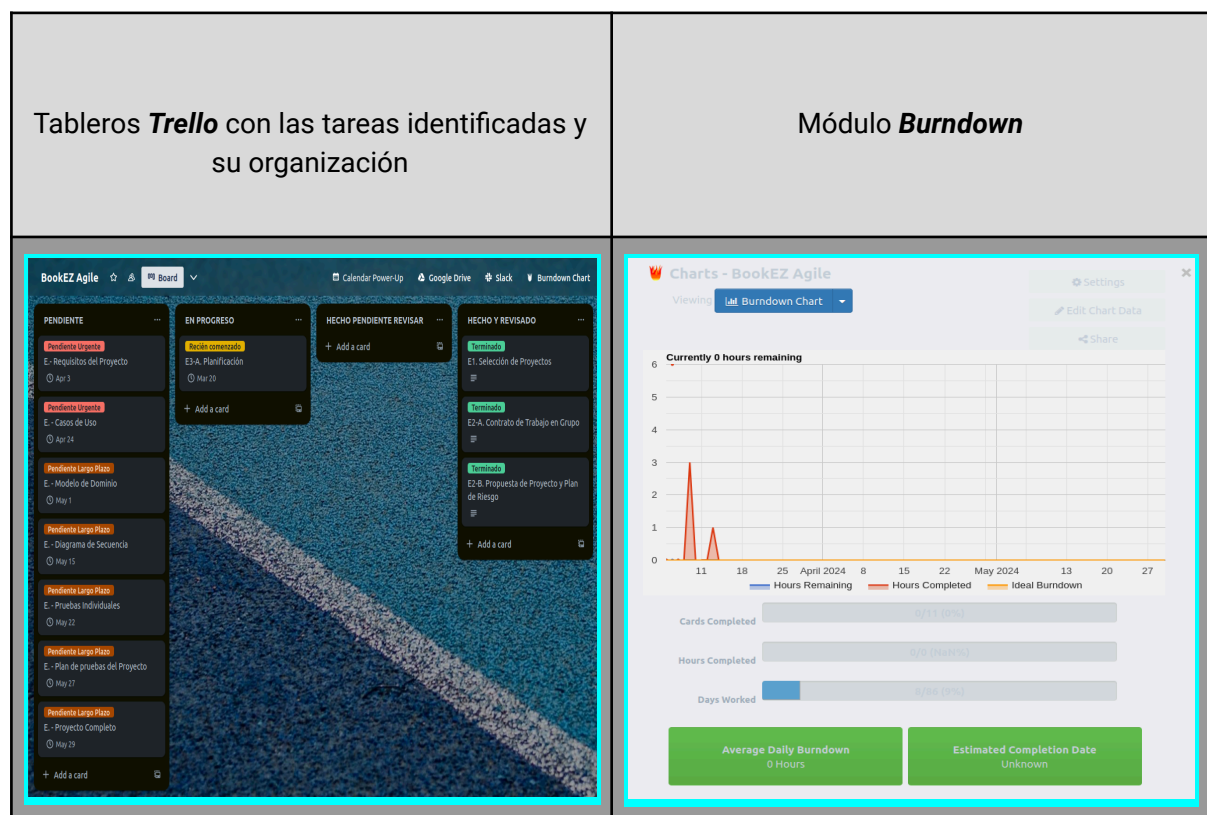 Tableros Trello con las tareas identificadas y
su organización
Módulo Burndown
BookEZ Agile
Board
Calendar Power-Up
Google Drive
Slack
Burndown Chart
PENDIENTE
Pendiente Urgente
E.- Requisitos del Proyecto
Apr 3
Pendiente Urgente
E. - Casos de Uso
Apr 24
Pendiente Largo Plazo
E. - Modelo de Dominio
May 1
Pendiente Largo Plazo
E. - Diagrama de Secuencia
May 15
Pendiente Largo Plazo
E. - Pruebas Individuales
May 22
Pendiente Largo Plazo
E. - Plan de pruebas del Proyecto
May 27
Pendiente Largo Plazo
E. - Proyecto Completo
May 29
+ Add a card
EN PROGRESO
Recién comenzado
E3-A. Planificación
Mar 20
+ Add a card
HECHO PENDIENTE REVISAR
+ Add a card
HECHO Y REVISADO
Terminado
E1. Selección de Proyectos
Terminado
E2-A. Contrato de Trabajo en Grupo
Terminado
E2-B. Propuesta de Proyecto y Plan
de Riesgo
+ Add a card
Charts - BookEZ Agile
Viewing Burndown Chart
Settings
Edit Chart Data
Share
Currently 0 hours remaining
6
5
4
3
2
1
0
11 18 25 April 2024 8 15 22 May 2024 13 20 27
Hours Remaining Hours Completed Ideal Burndown
Cards Completed 0/11 (0%)
Hours Completed 0/0 (NaN%)
Days Worked 8/86 (9%)
Average Daily Burndown
0 Hours
Estimated Completion Date
Unknown